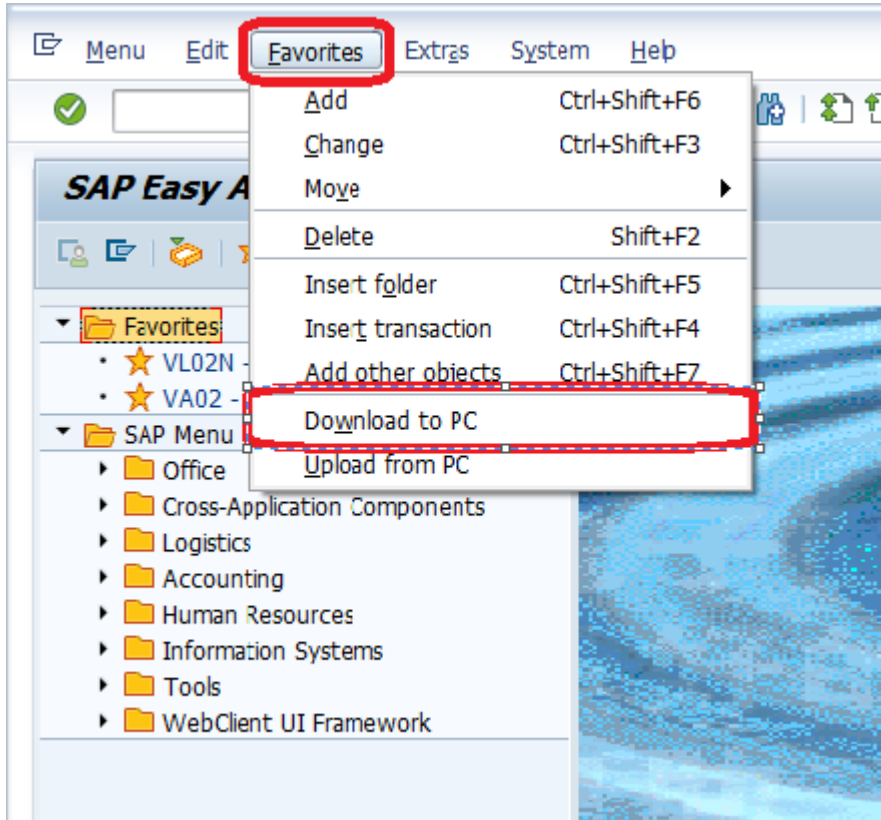 Menu Edit Favorites Extras System Help
Add Ctrl+Shift+F6
Change Ctrl+Shift+F3
Move
Delete Shift+F2
Insert folder Ctrl+Shift+F5
Insert transaction Ctrl+Shift+F4
Add other objects Ctrl+Shift+F7
Download to PC
Upload from PC
SAP Easy A
Favorites
VL02N -
VA02 -
SAP Menu
Office
Cross-Application Components
Logistics
Accounting
Human Resources
Information Systems
Tools
WebClient UI Framework